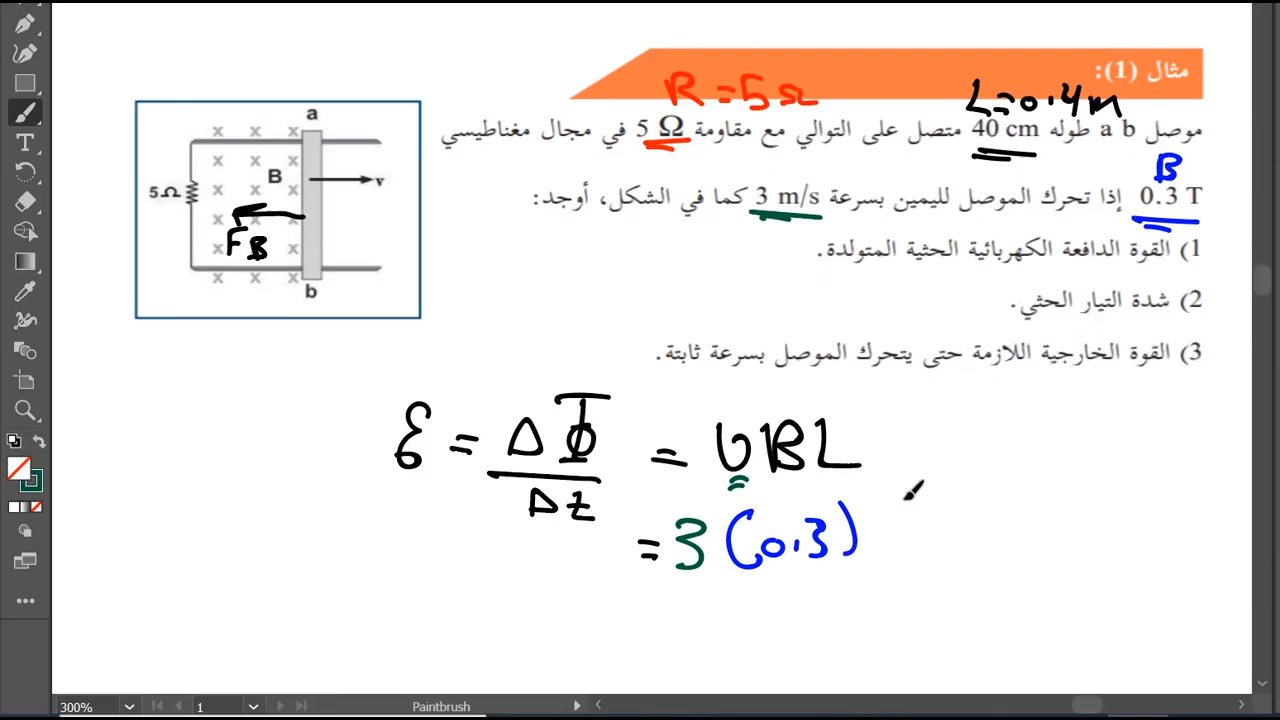 مثال (1):
R = 5 Ω
L = 0.4 m
موصل a b طوله 40 cm متصل على التوالي مع مقاومة 5 Ω في مجال مغناطيسي
B
0.3 T إذا تحرك الموصل لليمين بسرعة 3 m/s كما في الشكل، أوجد:
1) القوة الدافعة الكهربائية الحثية المتولدة.
2) شدة التيار الحثي.
3) القوة الخارجية اللازمة حتى يتحرك الموصل بسرعة ثابتة.
a
x x x
x x x
B
5Ω x x x v
x x x
FB
x x x
x x x
b
ε = ΔΦ/Δt = υBL
= 3 (0.3)
300%
1
Paintbrush